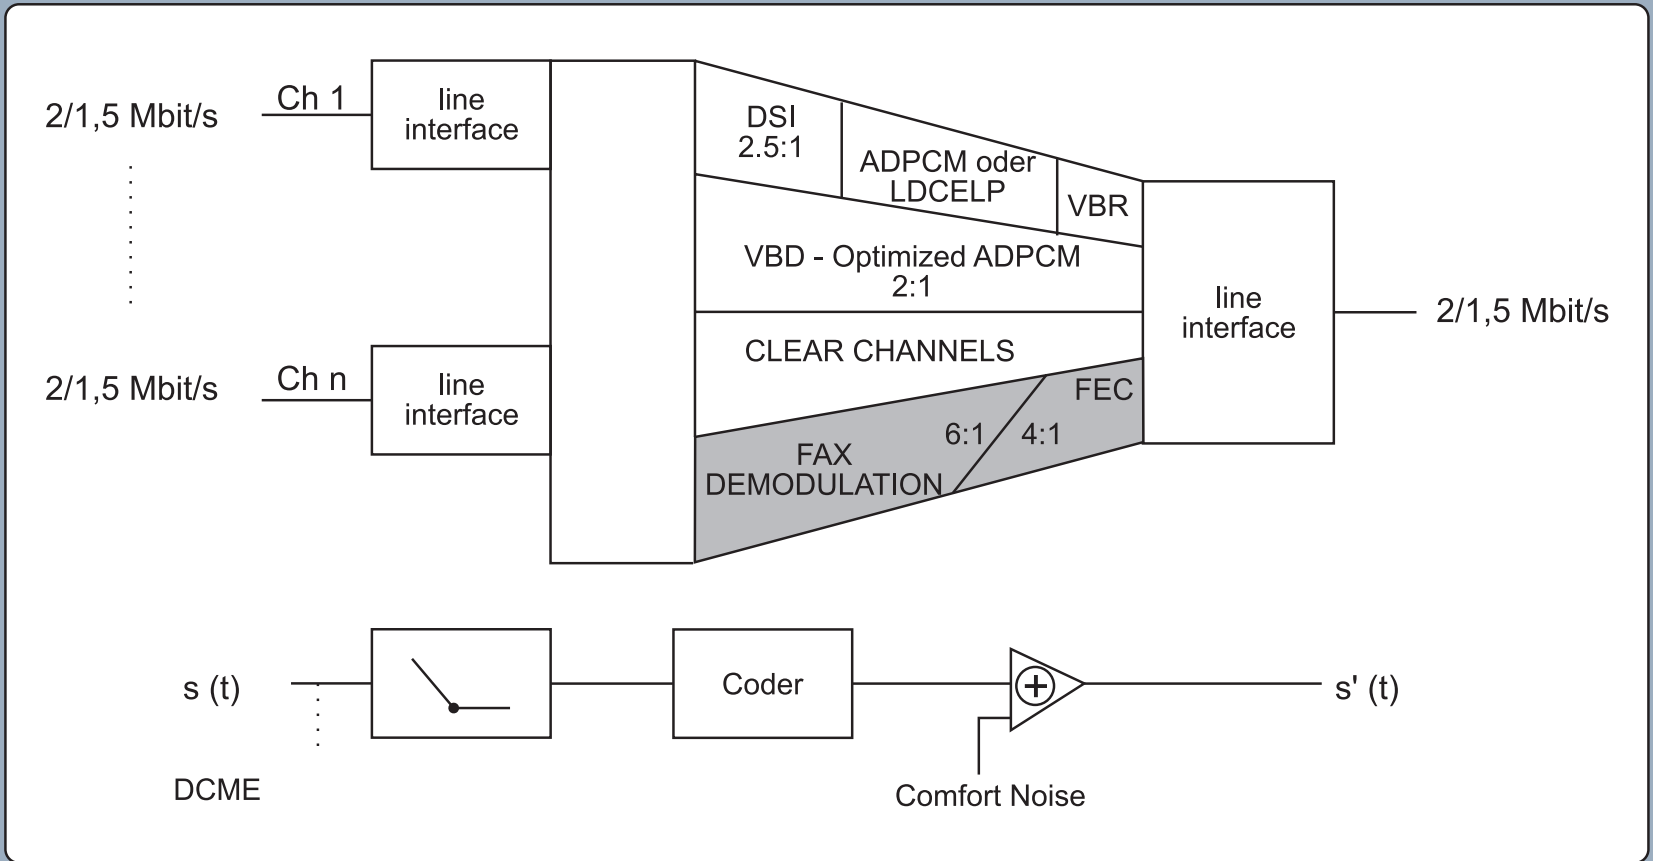 2/1,5 Mbit/s
Ch 1
line
interface
DSI
2.5:1
ADPCM oder
LDCELP
VBR
VBD - Optimized ADPCM
2:1
line
interface
2/1,5 Mbit/s
CLEAR CHANNELS
2/1,5 Mbit/s
Ch n
line
interface
FEC
6:1
4:1
FAX
DEMODULATION
s (t)
Coder
+
s' (t)
DCME
Comfort Noise